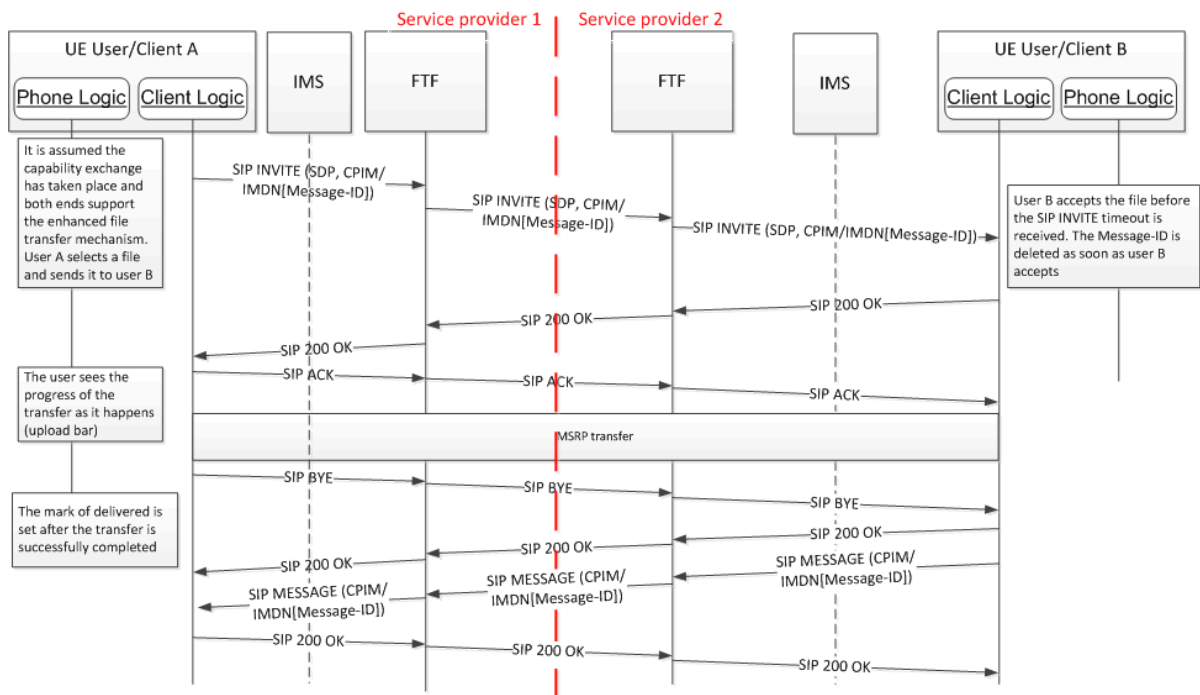 Service provider 1
Service provider 2
UE User/Client A
Phone Logic
Client Logic
IMS
FTF
FTF
IMS
UE User/Client B
Client Logic
Phone Logic
It is assumed the
capability exchange
has taken place and
both ends support
the enhanced file
transfer mechanism.
User A selects a file
and sends it to user B
SIP INVITE (SDP, CPIM/
IMDN[Message-ID])
SIP INVITE (SDP, CPIM/
IMDN[Message-ID])
SIP INVITE (SDP, CPIM/IMDN[Message-ID])
User B accepts the file before
the SIP INVITE timeout is
received. The Message-ID is
deleted as soon as user B
accepts
SIP 200 OK
SIP 200 OK
SIP 200 OK
The user sees the
progress of the
transfer as it happens
(upload bar)
SIP ACK
SIP ACK
SIP ACK
MSRP transfer
SIP BYE
SIP BYE
SIP BYE
The mark of delivered is
set after the transfer is
successfully completed
SIP 200 OK
SIP 200 OK
SIP 200 OK
SIP MESSAGE (CPIM/
IMDN[Message-ID])
SIP MESSAGE (CPIM/
IMDN[Message-ID])
SIP MESSAGE (CPIM/
IMDN[Message-ID])
SIP 200 OK
SIP 200 OK
SIP 200 OK